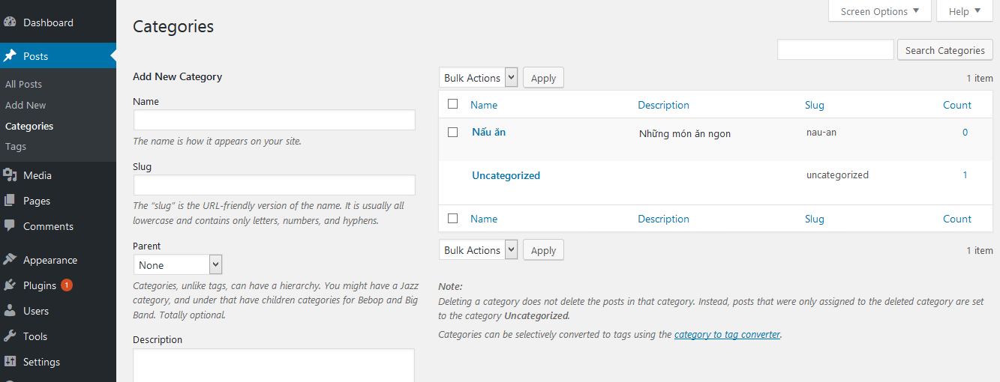 Dashboard
Posts
All Posts
Add New
Categories
Tags
Media
Pages
Comments
Appearance
Plugins 1
Users
Tools
Settings
Screen Options
Help
Categories
Search Categories
Add New Category
Name
The name is how it appears on your site.
Slug
The “slug” is the URL-friendly version of the name. It is usually all
lowercase and contains only letters, numbers, and hyphens.
Parent
None
Categories, unlike tags, can have a hierarchy. You might have a Jazz
category, and under that have children categories for Bebop and Big
Band. Totally optional.
Description
Bulk Actions Apply 1 item
Name Description Slug Count
Nấu ăn Những món ăn ngon nau-an 0
Uncategorized uncategorized 1
Name Description Slug Count
Bulk Actions Apply 1 item
Note:
Deleting a category does not delete the posts in that category. Instead, posts that were only assigned to the deleted category are set
to the category Uncategorized.
Categories can be selectively converted to tags using the category to tag converter.